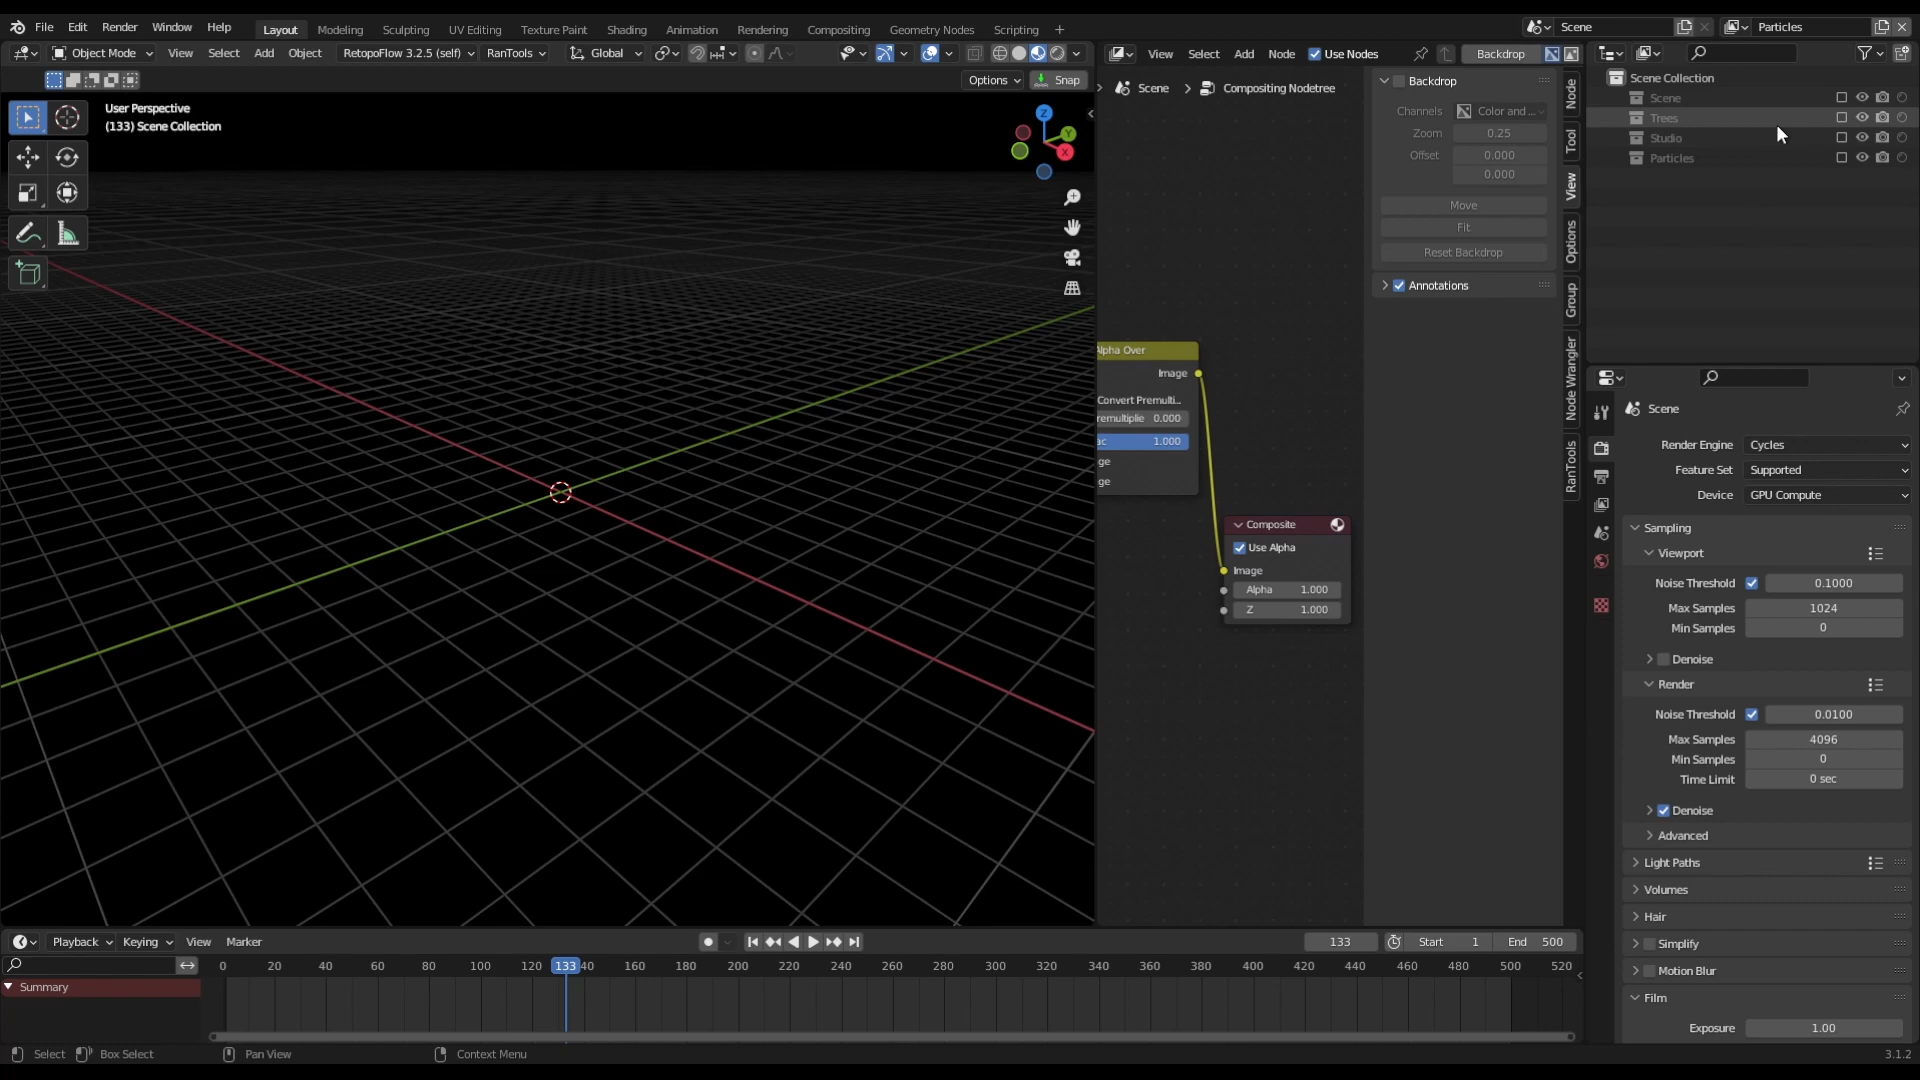 File Edit Render Window Help Layout Modeling Sculpting UV Editing Texture Paint Shading Animation Rendering Compositing Geometry Nodes Scripting + Scene Particles
Object Mode View Select Add Object RetopoFlow 3.2.5 (self) RanTools Global
View Select Add Node Use Nodes Backdrop
Options Snap
User Perspective
(133) Scene Collection
Z
Y
X
Scene > Compositing Nodetree
Alpha Over
Image
Convert Premulti...
remultiplie 0.000
ac 1.000
ge
ge
Composite
Use Alpha
Image
Alpha 1.000
Z 1.000
Backdrop
Channels Color and ...
Zoom 0.25
Offset 0.000
0.000
Move
Fit
Reset Backdrop
Annotations
Node
Tool
View
Options
Group
Node Wrangler
RanTools
Scene Collection
Scene
Trees
Studio
Particles
Scene
Render Engine Cycles
Feature Set Supported
Device GPU Compute
Sampling
Viewport
Noise Threshold 0.1000
Max Samples 1024
Min Samples 0
Denoise
Render
Noise Threshold 0.0100
Max Samples 4096
Min Samples 0
Time Limit 0 sec
Denoise
Advanced
Light Paths
Volumes
Hair
Simplify
Motion Blur
Film
Exposure 1.00
Playback Keying View Marker 133 Start 1 End 500
0 20 40 60 80 100 120 133 40 160 180 200 220 240 260 280 300 320 340 360 380 400 420 440 460 480 500 520
Summary
Select Box Select Pan View Context Menu 3.1.2